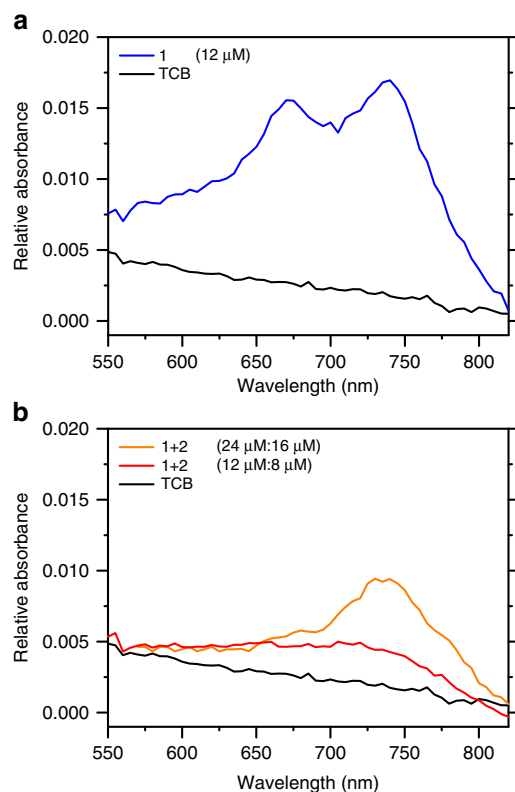 a
0.020
1 (12 μM)
TCB
0.015
0.010
0.005
0.000
Relative absorbance
550 600 650 700 750 800
Wavelength (nm)
b
0.020
1+2 (24 μM:16 μM)
1+2 (12 μM:8 μM)
TCB
0.015
0.010
0.005
0.000
Relative absorbance
550 600 650 700 750 800
Wavelength (nm)